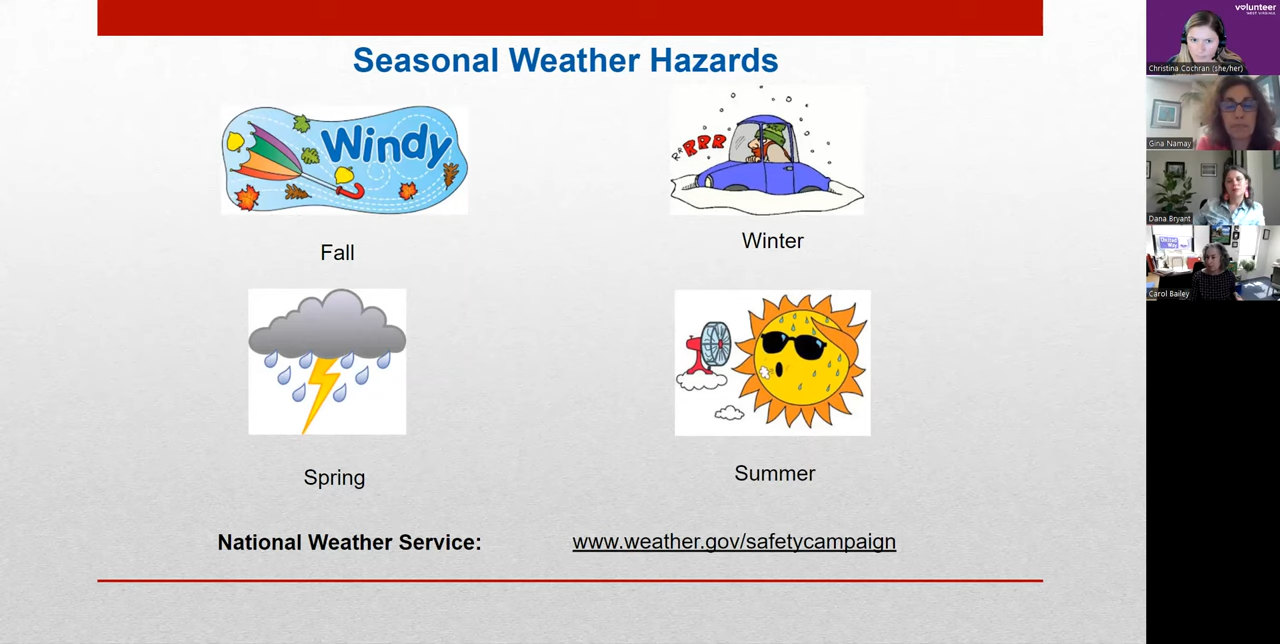 Seasonal Weather Hazards
Windy
R R RRR
Fall
Winter
Spring
Summer
National Weather Service: www.weather.gov/safetycampaign
volunteer
WEST VIRGINIA
Christina Cochran (she/her)
Gina Namay
Dana Bryant
Carol Bailey